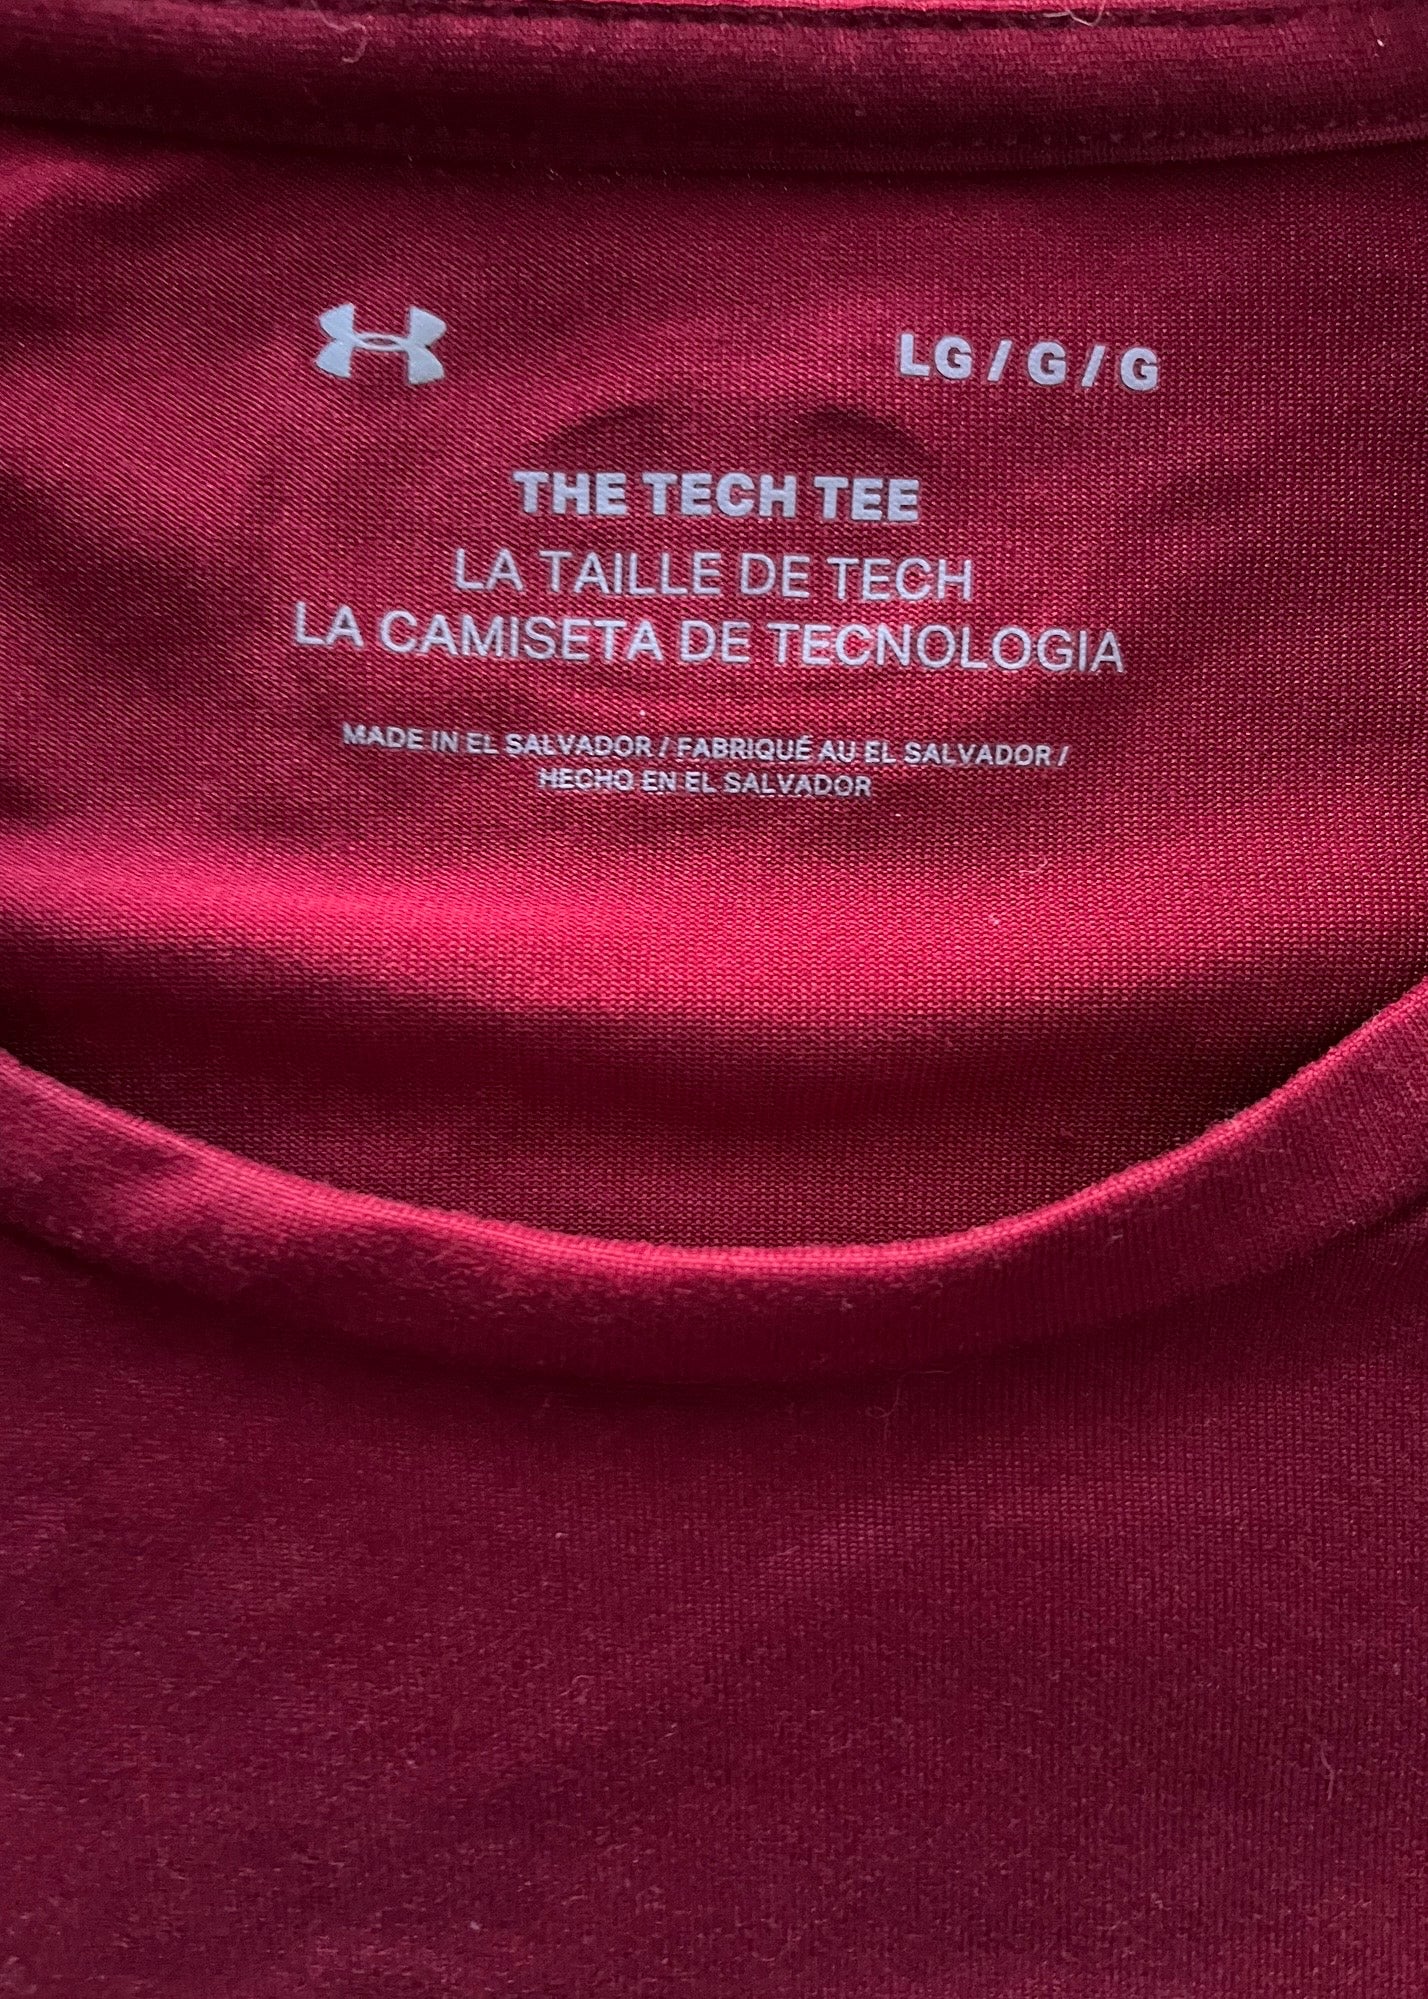 LG / G / G
THE TECH TEE
LA TAILLE DE TECH
LA CAMISETA DE TECNOLOGIA
MADE IN EL SALVADOR / FABRIQUÉ AU EL SALVADOR /
HECHO EN EL SALVADOR